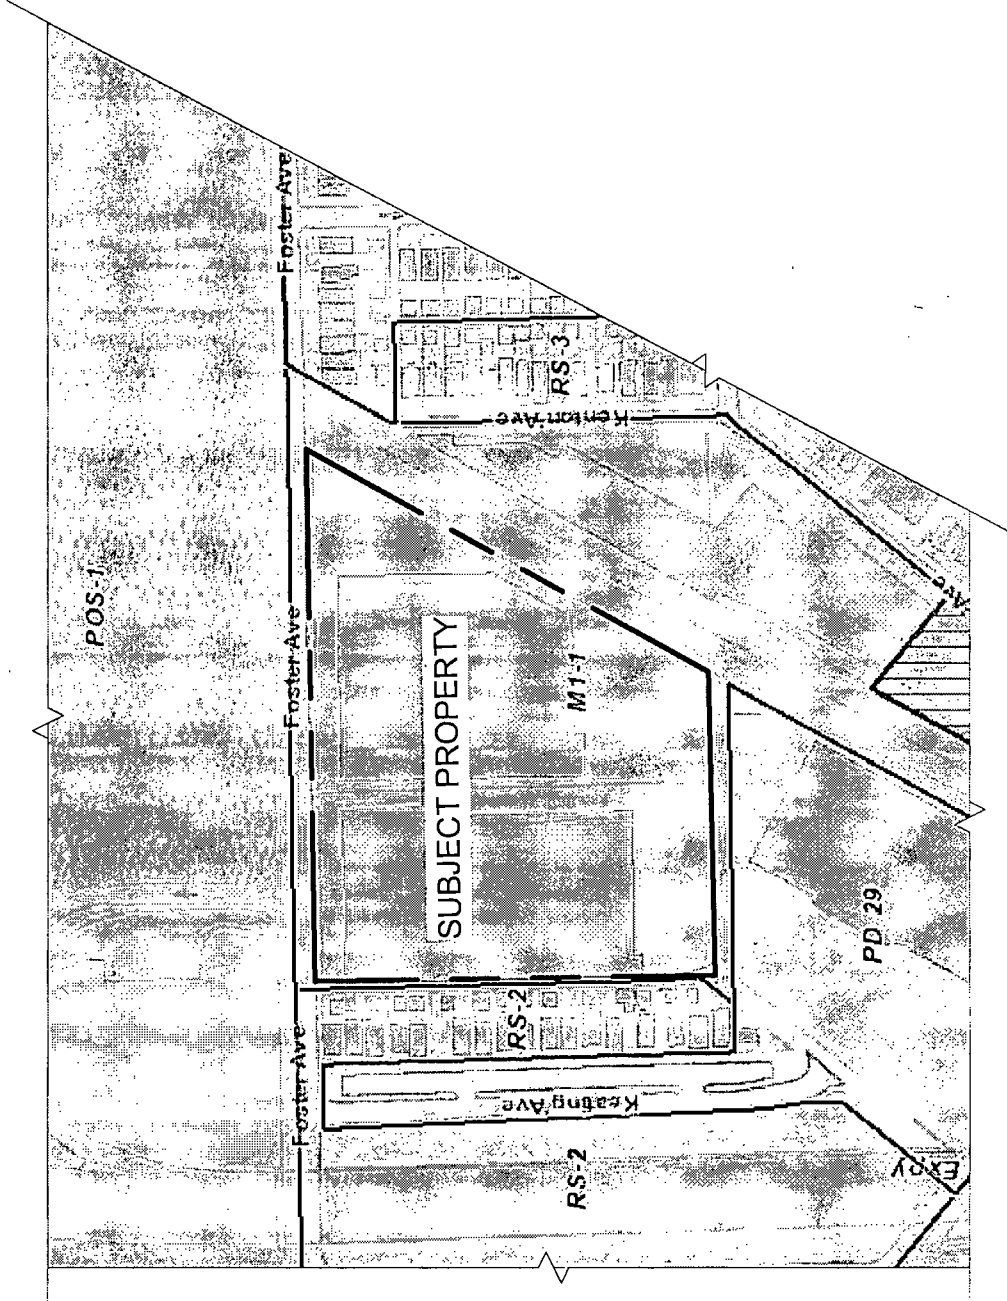 Foster Ave
POS-1
RS-3
Kenton Ave
Foster Ave
SUBJECT PROPERTY
M1-1
Ave
PD 29
RS-2
Foster Ave
Keating Ave
RS-2
Expy